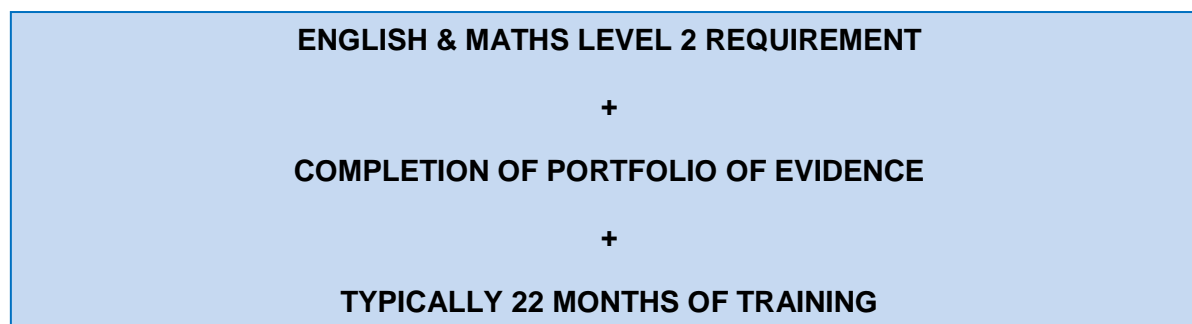 ENGLISH & MATHS LEVEL 2 REQUIREMENT
+
COMPLETION OF PORTFOLIO OF EVIDENCE
+
TYPICALLY 22 MONTHS OF TRAINING